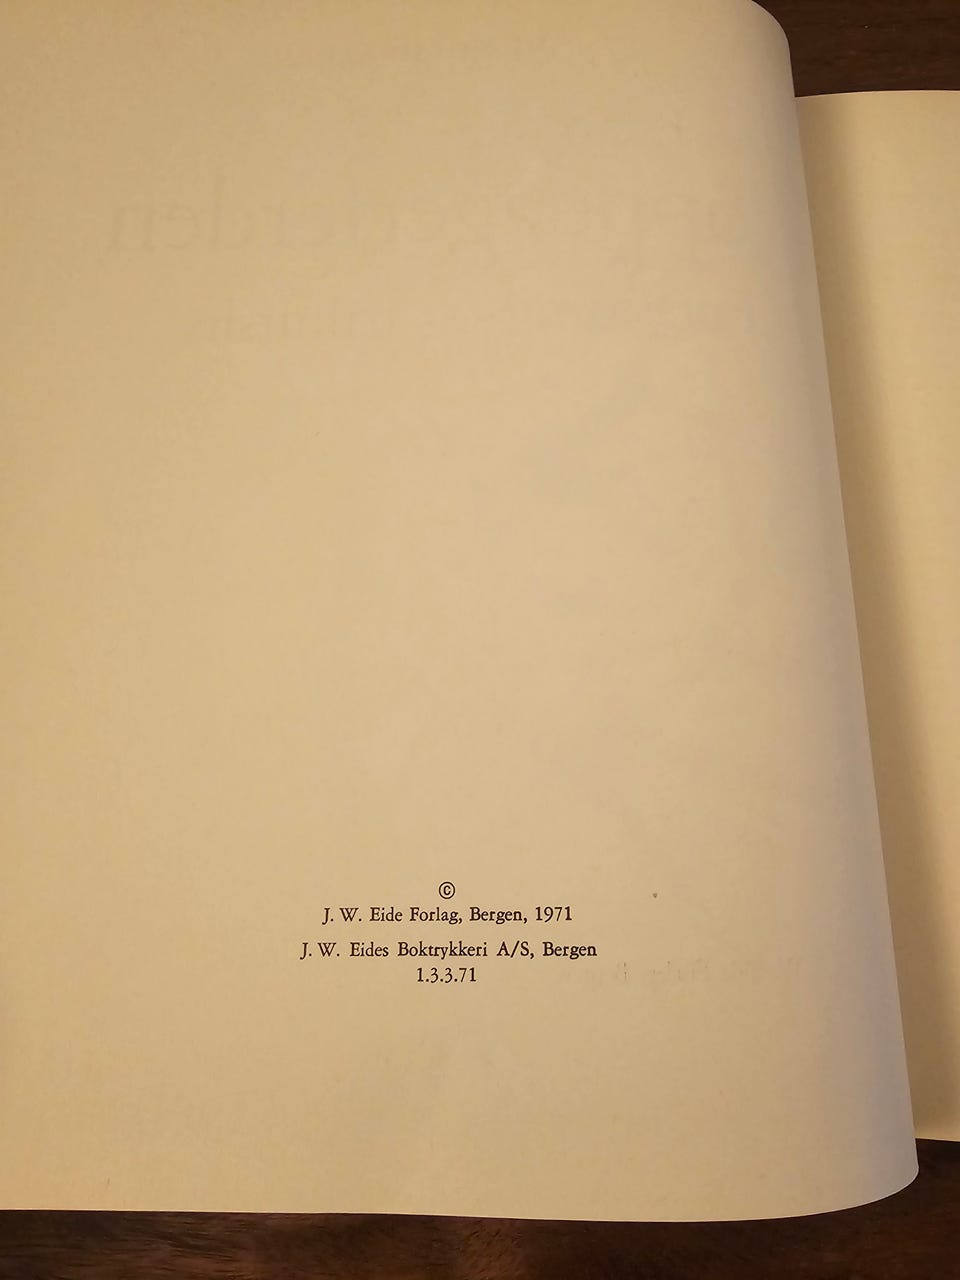 ©
J. W. Eide Forlag, Bergen, 1971
J. W. Eides Boktrykkeri A/S, Bergen
1.3.3.71